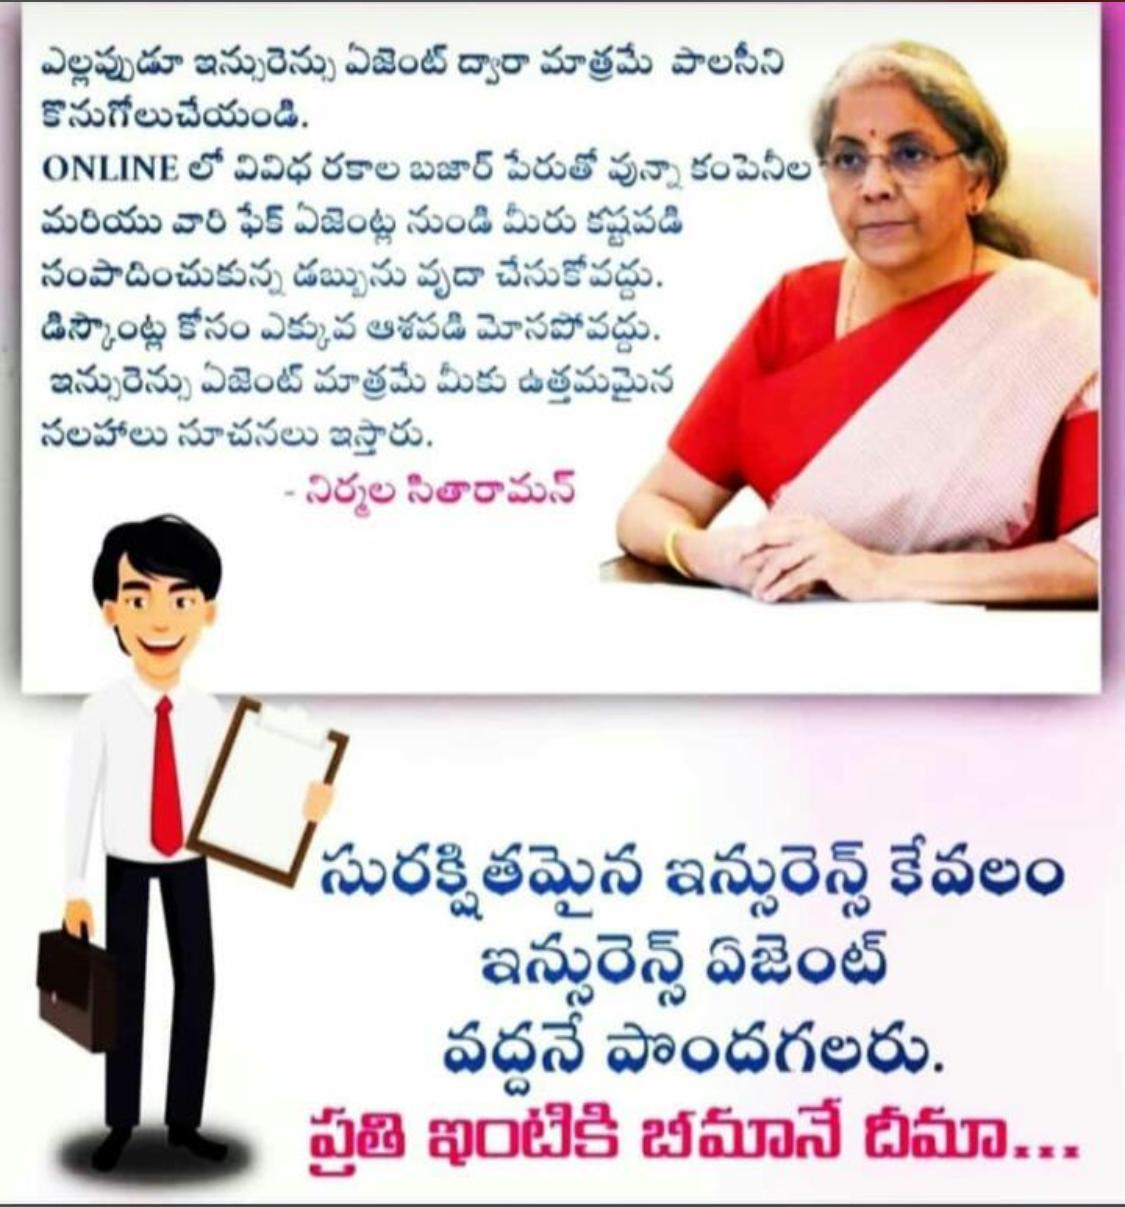 ఎల్లప్పుడూ ఇన్సురెన్సు ఏజెంట్ ద్వారా మాత్రమే పాలసీని
కొనుగోలుచేయండి.
ONLINE లో వివిధ రకాల బజార్ పేరుతో వున్నా కంపెనీల
మరియు వారి ఫేక్ ఏజెంట్ల నుండి మీరు కష్టపడి
సంపాదించుకున్న డబ్బును వృదా చేసుకోవద్దు.
డిస్కౌంట్ల కోసం ఎక్కువ ఆశపడి మోసపోవద్దు.
ఇన్సురెన్సు ఏజెంట్ మాత్రమే మీకు ఉత్తమమైన
సలహాలు సూచనలు ఇస్తారు.
- నిర్మల సితారామన్
సురక్షితమైన ఇన్సురెన్స్ కేవలం
ఇన్సురెన్స్ ఏజెంట్
వద్దనే పొందగలరు.
ప్రతి ఇంటికి బీమానే దీమా...